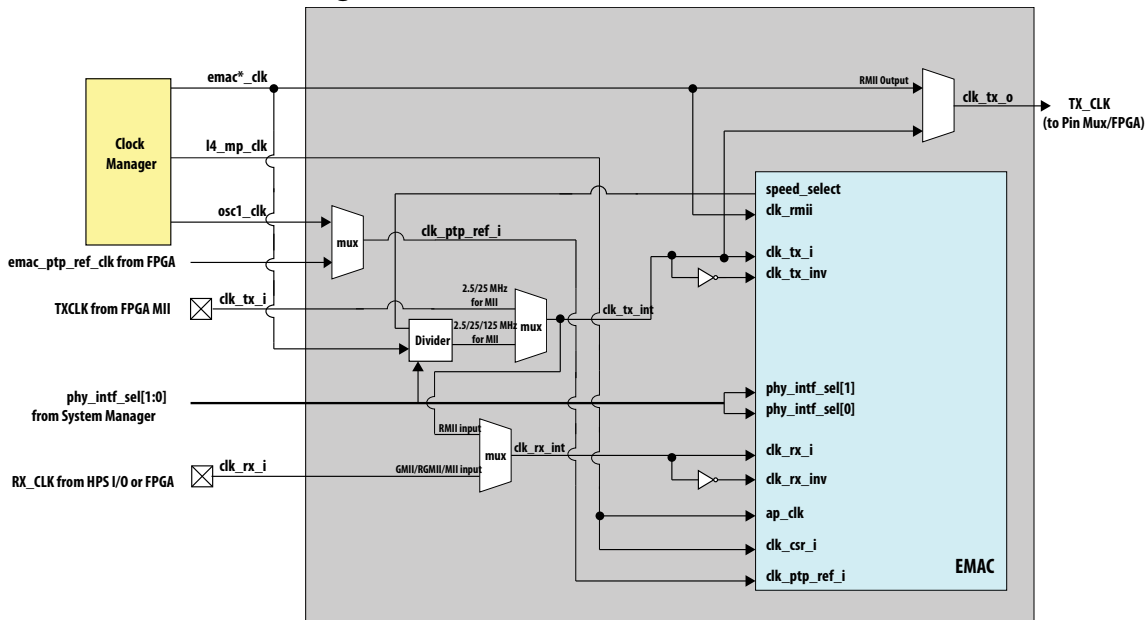 emac*_clk
RMII Output
clk_tx_o
TX_CLK
(to Pin Mux/FPGA)
Clock
Manager
l4_mp_clk
speed_select
osc1_clk
clk_rmii
mux
clk_ptp_ref_i
emac_ptp_ref_clk from FPGA
clk_tx_i
clk_tx_inv
TXCLK from FPGA MII
clk_tx_i
2.5/25 MHz
for MII
mux
clk_tx_int
2.5/25/125 MHz
for MII
Divider
phy_intf_sel[1:0]
from System Manager
phy_intf_sel[1]
phy_intf_sel[0]
RMII input
mux
clk_rx_int
clk_rx_i
RX_CLK from HPS I/O or FPGA
clk_rx_i
GMII/RGMII/MII input
clk_rx_inv
ap_clk
clk_csr_i
clk_ptp_ref_i
EMAC